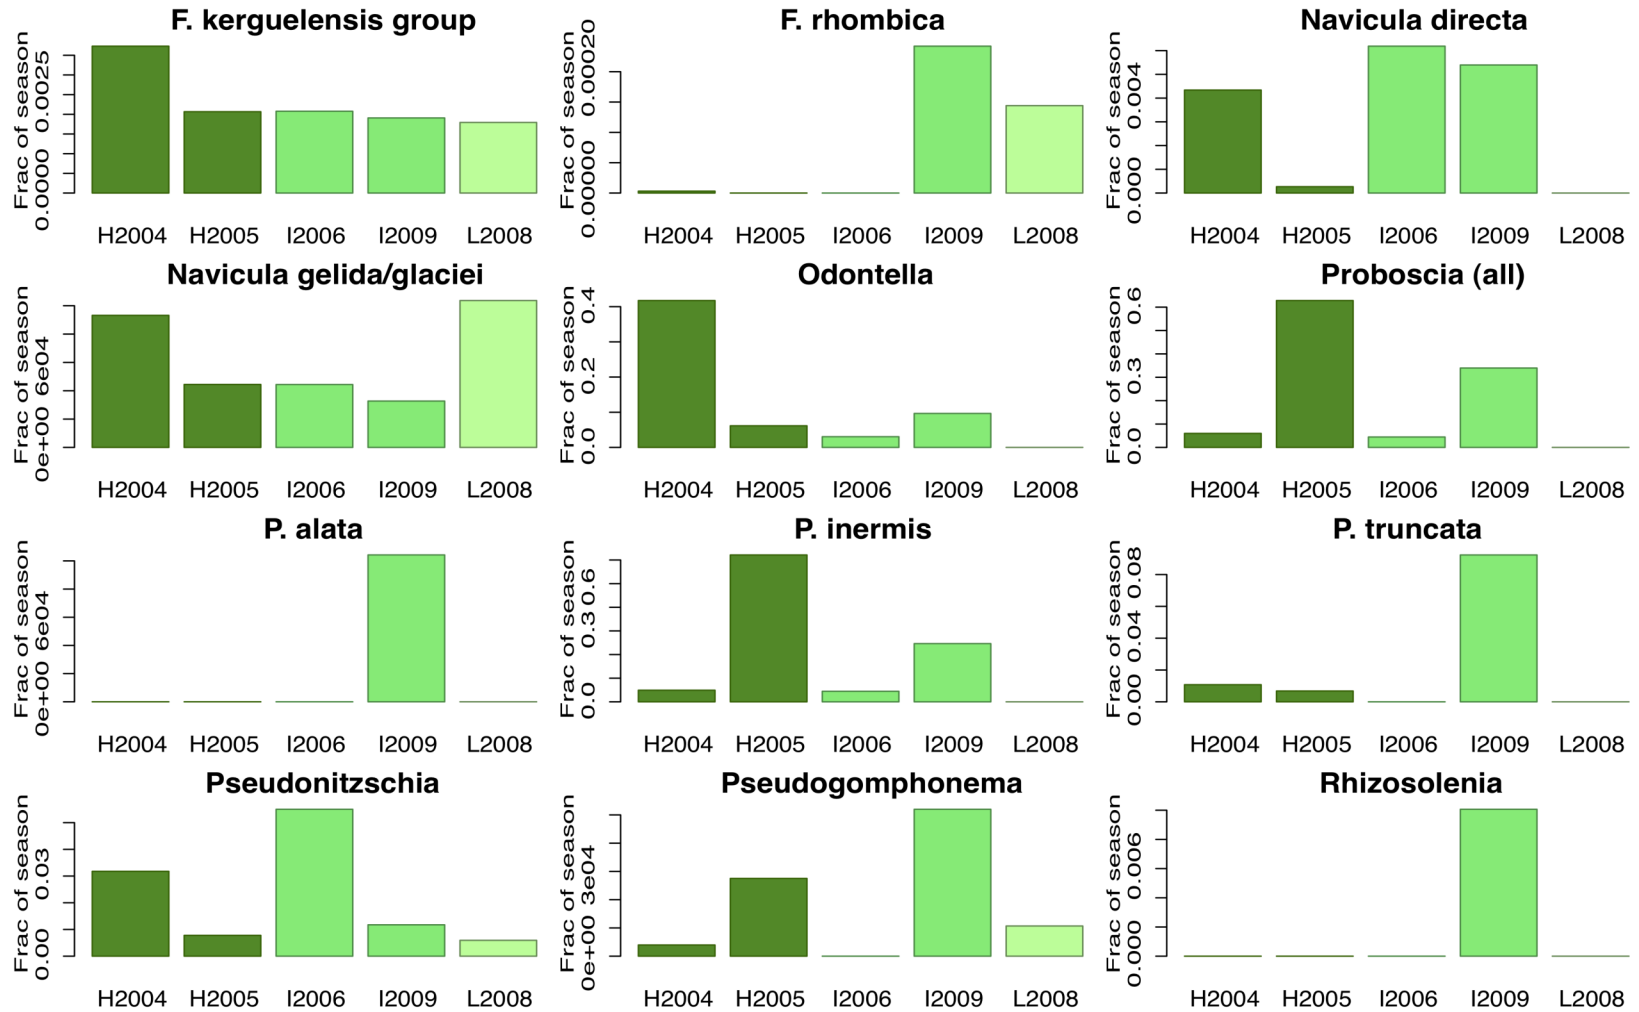 F. kerguelensis group
Frac of season
0.0000 0.0025
H2004 H2005 I2006 I2009 L2008
F. rhombica
Frac of season
0.00000 0.00020
H2004 H2005 I2006 I2009 L2008
Navicula directa
Frac of season
0.000 0.004
H2004 H2005 I2006 I2009 L2008
Navicula gelida/glaciei
Frac of season
0e+00 6e04
H2004 H2005 I2006 I2009 L2008
Odontella
Frac of season
0.0 0.2 0.4
H2004 H2005 I2006 I2009 L2008
Proboscia (all)
Frac of season
0.0 0.3 0.6
H2004 H2005 I2006 I2009 L2008
P. alata
Frac of season
0e+00 6e04
H2004 H2005 I2006 I2009 L2008
P. inermis
Frac of season
0.0 0.3 0.6
H2004 H2005 I2006 I2009 L2008
P. truncata
Frac of season
0.00 0.04 0.08
H2004 H2005 I2006 I2009 L2008
Pseudonitzschia
Frac of season
0.00 0.03
H2004 H2005 I2006 I2009 L2008
Pseudogomphonema
Frac of season
0e+00 3e04
H2004 H2005 I2006 I2009 L2008
Rhizosolenia
Frac of season
0.000 0.006
H2004 H2005 I2006 I2009 L2008